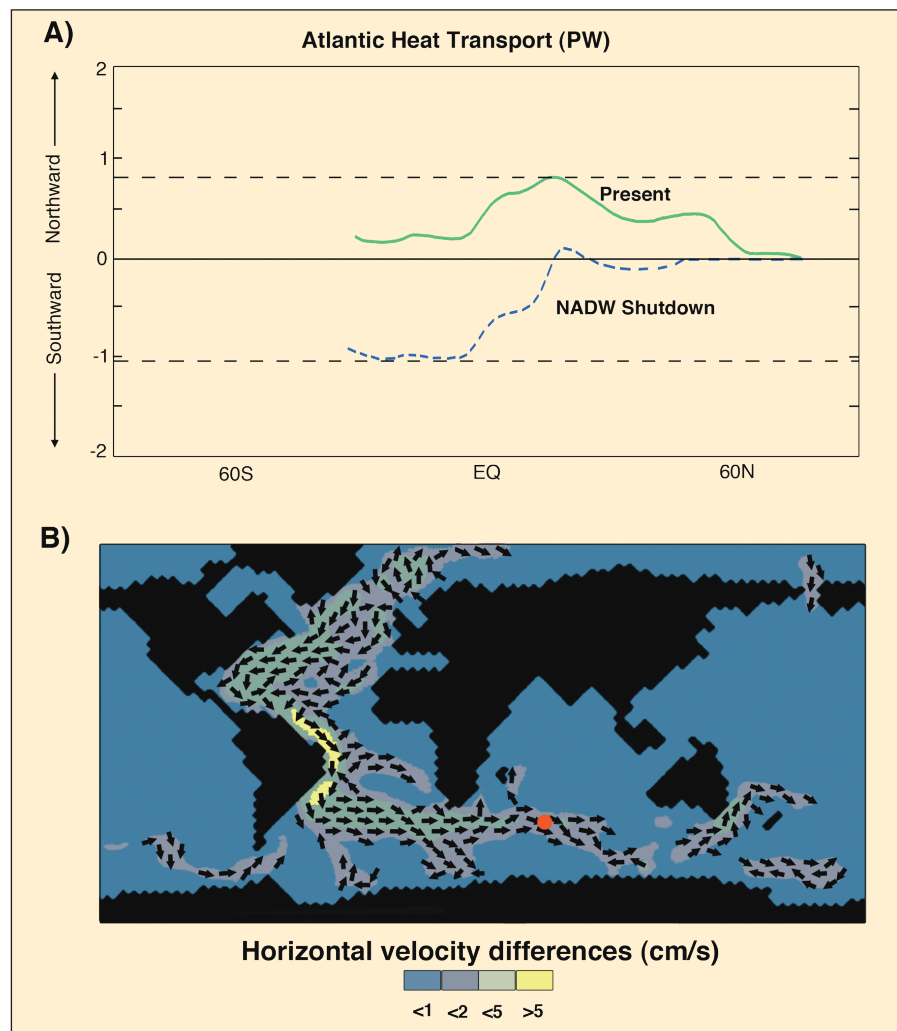 A)
Atlantic Heat Transport (PW)
2
1
0
-1
-2
Northward
Southward
Present
NADW Shutdown
60S EQ 60N
B)
Horizontal velocity differences (cm/s)
<1 <2 <5 >5